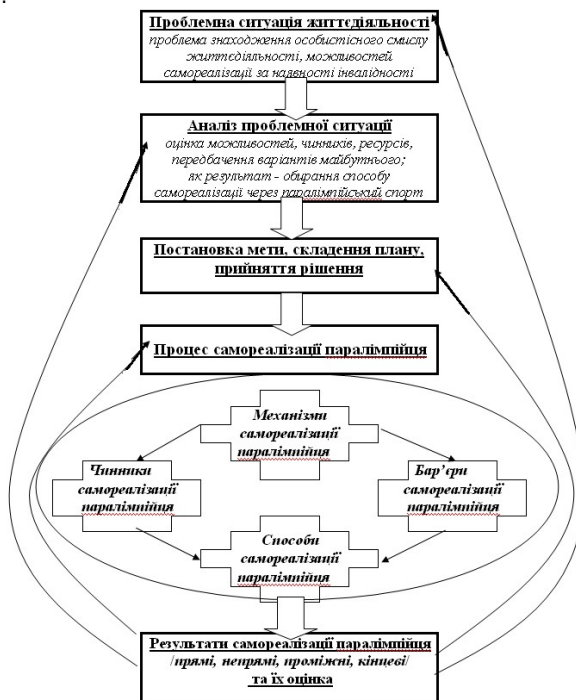 Проблемна ситуація життєдіяльності
проблема знаходження особистісного смислу
життєдіяльності, можливостей
самореалізації за наявності інвалідності
Аналіз проблемної ситуації
оцінка можливостей, чинників, ресурсів,
передбачення варіантів майбутнього;
як результат - обирання способу
самореалізації через паралімпійський спорт
Постановка мети, складення плану,
прийняття рішення
Процес самореалізації паралімпійця
Механізми
самореалізації
паралімпійця
Чинники
самореалізації
паралімпійця
Бар’єри
самореалізації
паралімпійця
Способи
самореалізації
паралімпійця
Результати самореалізації паралімпійця
/прямі, непрямі, проміжні, кінцеві/
та їх оцінка